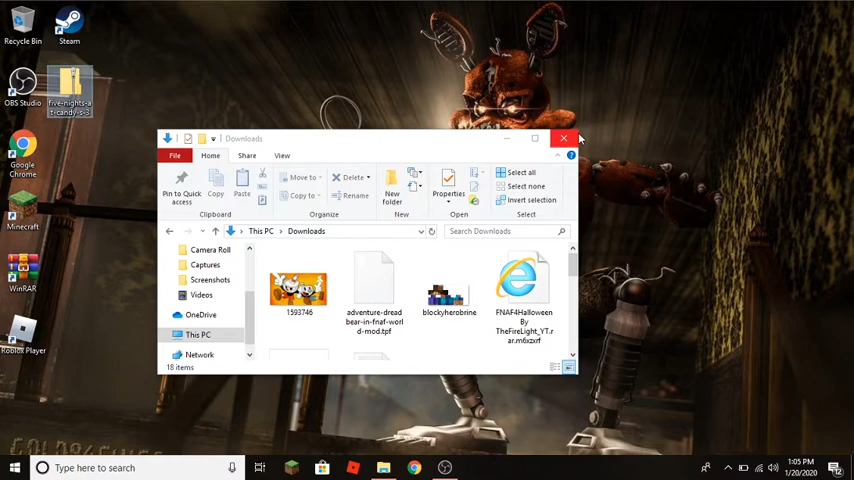 Recycle Bin
Steam
OBS Studio
five-nights-a
t-candy-s-3
Google
Chrome
Minecraft
WinRAR
Roblox Player
Downloads
File
Home
Share
View
Pin to Quick
access
Copy
Paste
Clipboard
Move to
Copy to
Delete
Rename
Organize
New
folder
New
Properties
Open
Select all
Select none
Invert selection
Select
This PC
Downloads
Search Downloads
Camera Roll
Captures
Screenshots
Videos
OneDrive
This PC
Network
1593746
adventure-dread
bear-in-fnaf-worl
d-mod.tpf
blockyherobrine
FNAF4Halloween
By
TheFireLight_YT.r
ar.m6xzxrf
18 items
Type here to search
1:05 PM
1/20/2020
12